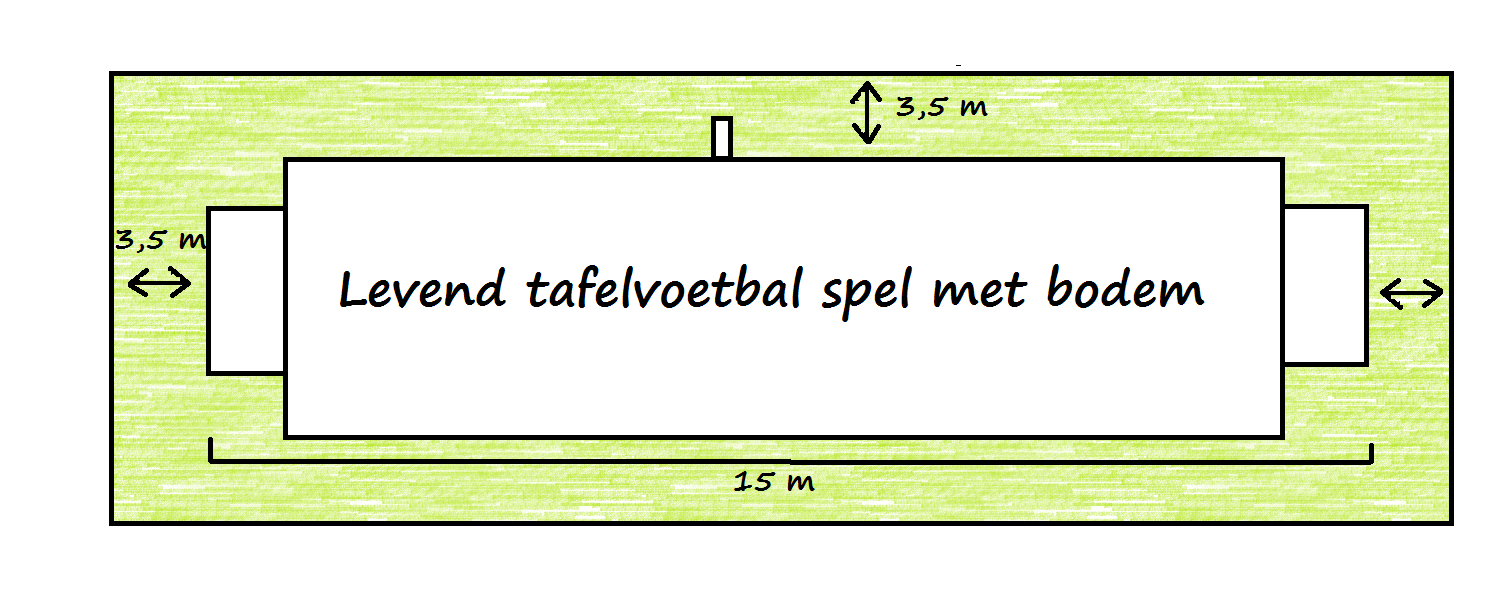 3,5 m
3,5 m
Levend tafelvoetbal spel met bodem
15 m